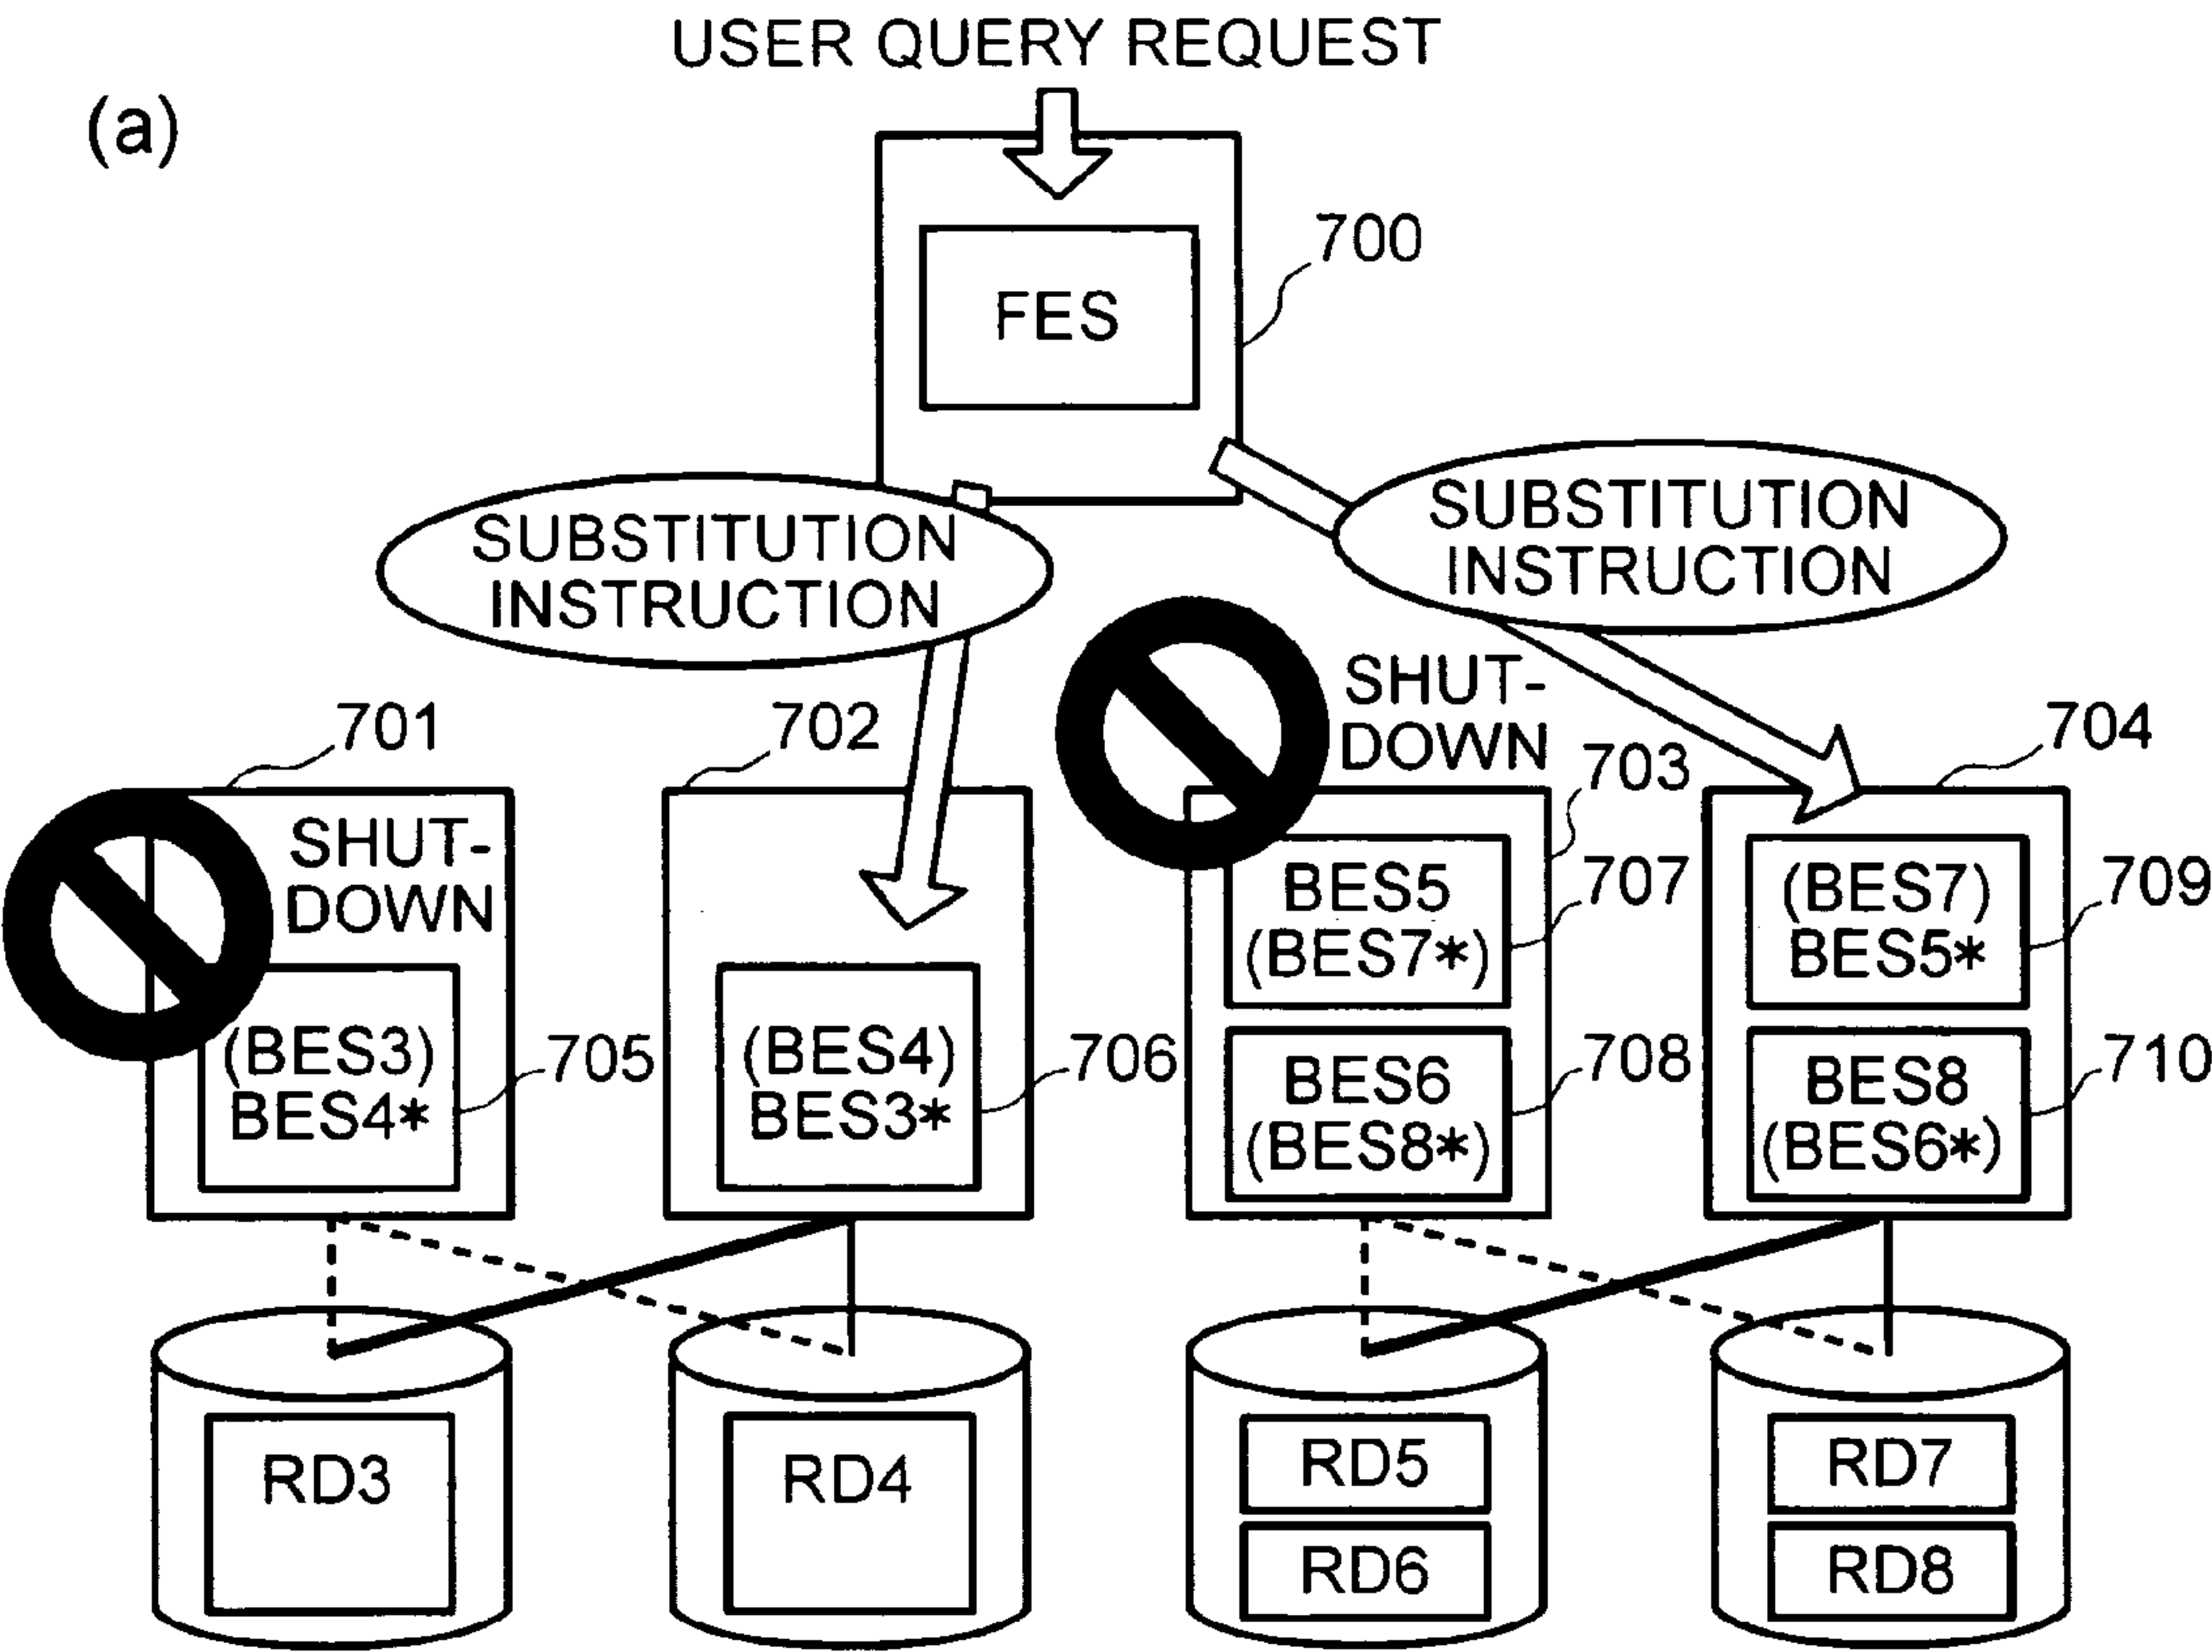 USER QUERY REQUEST
(a)
700
FES
SUBSTITUTION
INSTRUCTION
SUBSTITUTION
INSTRUCTION
SHUT-
DOWN
701
702
703
704
SHUT-
DOWN
BES5
(BES7*)
707
(BES7)
BES5*
709
(BES3)
BES4*
705
(BES4)
BES3*
706
BES6
(BES8*)
708
BES8
(BES6*)
710
RD3
RD4
RD5
RD6
RD7
RD8